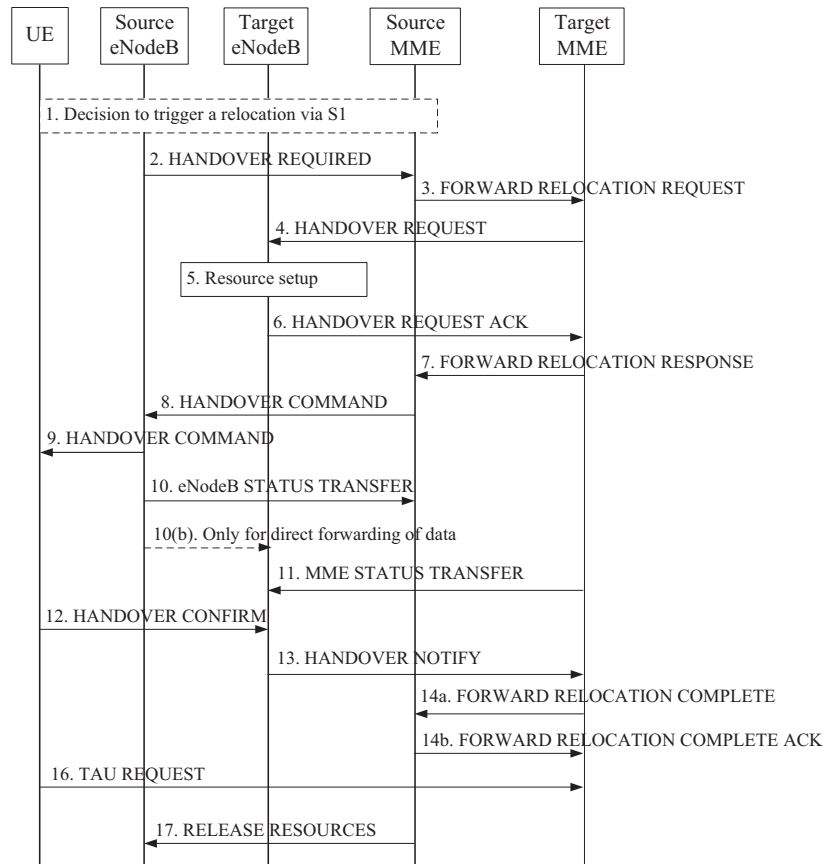 UE
Source
eNodeB
Target
eNodeB
Source
MME
Target
MME
1. Decision to trigger a relocation via S1
2. HANDOVER REQUIRED
3. FORWARD RELOCATION REQUEST
4. HANDOVER REQUEST
5. Resource setup
6. HANDOVER REQUEST ACK
7. FORWARD RELOCATION RESPONSE
8. HANDOVER COMMAND
9. HANDOVER COMMAND
10. eNodeB STATUS TRANSFER
10(b). Only for direct forwarding of data
11. MME STATUS TRANSFER
12. HANDOVER CONFIRM
13. HANDOVER NOTIFY
14a. FORWARD RELOCATION COMPLETE
14b. FORWARD RELOCATION COMPLETE ACK
16. TAU REQUEST
17. RELEASE RESOURCES